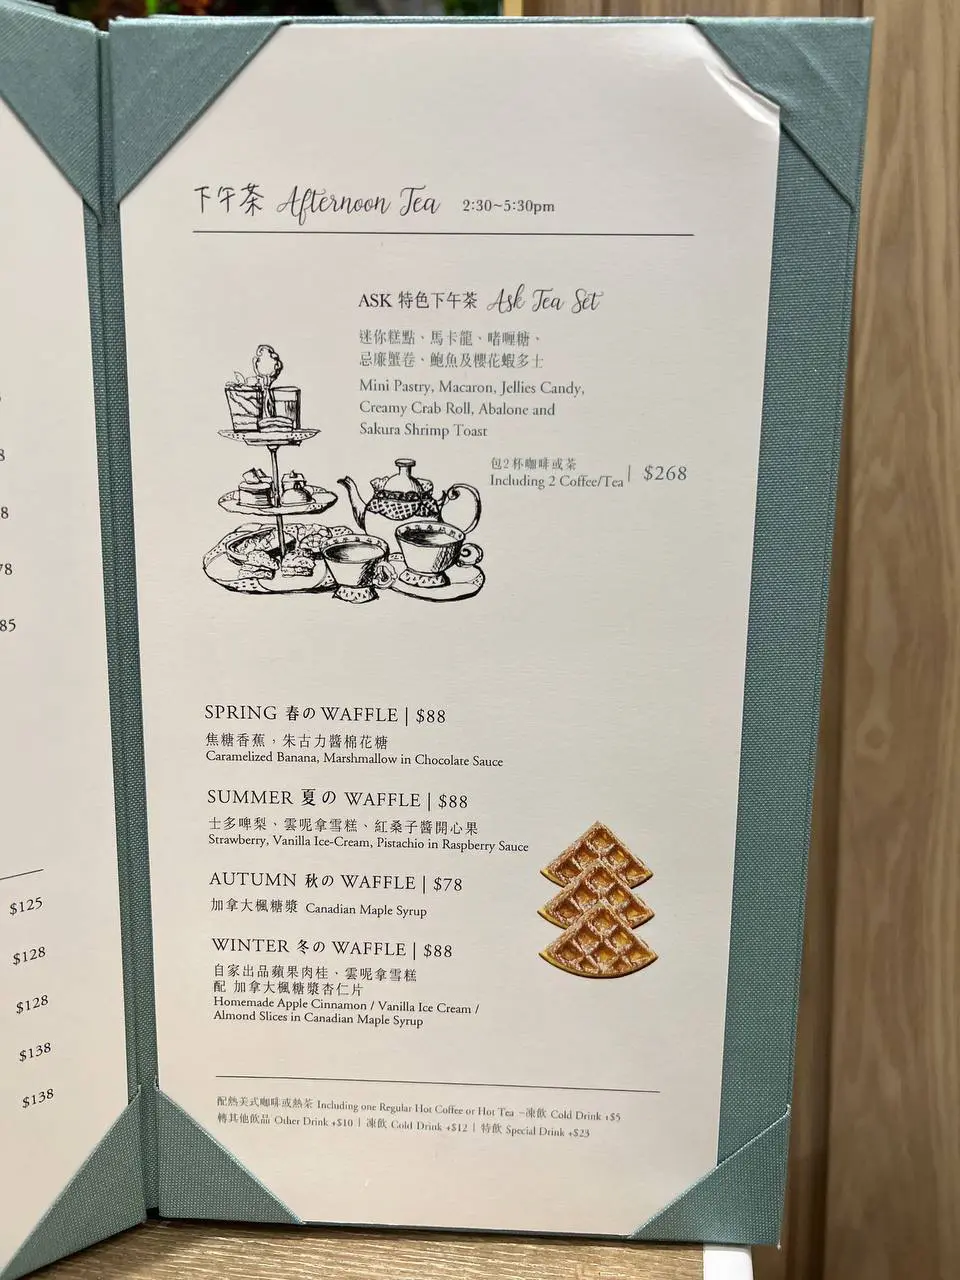 下午茶 Afternoon Tea 2:30~5:30pm
ASK 特色下午茶 Ask Tea Set
迷你糕點、馬卡龍、啫喱糖、
忌廉蟹卷、鮑魚及櫻花蝦多士
Mini Pastry, Macaron, Jellies Candy,
Creamy Crab Roll, Abalone and
Sakura Shrimp Toast
包2杯咖啡或茶
Including 2 Coffee/Tea | $268
SPRING 春の WAFFLE | $88
焦糖香蕉，朱古力醬棉花糖
Caramelized Banana, Marshmallow in Chocolate Sauce
SUMMER 夏の WAFFLE | $88
士多啤梨、雲呢拿雪糕、紅桑子醬開心果
Strawberry, Vanilla Ice-Cream, Pistachio in Raspberry Sauce
AUTUMN 秋の WAFFLE | $78
加拿大楓糖漿 Canadian Maple Syrup
WINTER 冬の WAFFLE | $88
自家出品蘋果肉桂、雲呢拿雪糕
配 加拿大楓糖漿杏仁片
Homemade Apple Cinnamon / Vanilla Ice Cream /
Almond Slices in Canadian Maple Syrup
配熱美式咖啡或熱茶 Including one Regular Hot Coffee or Hot Tea –凍飲 Cold Drink +$5
轉其他飲品 Other Drink +$10 | 凍飲 Cold Drink +$12 | 特飲 Special Drink +$23
$125
$128
$128
$138
$138